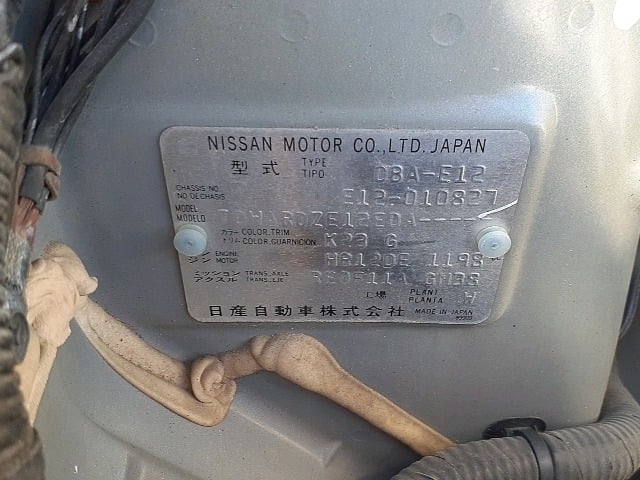 NISSAN MOTOR CO.,LTD. JAPAN
型式 TYPE TIPO DBA-E12
CHASSIS NO. NO DE CHASIS E12-010827
MODEL MODELO
カラー トリム COLOR, TRIM COLOR, GUARNICION K23 G
エンジン ENGINE MOTOR HR12DE 1198
ミッション アクスル TRANS., AXLE TRANS., EJE RE0F11A GM38
工場 PLANT PLANTA W
日産自動車株式会社 MADE IN JAPAN